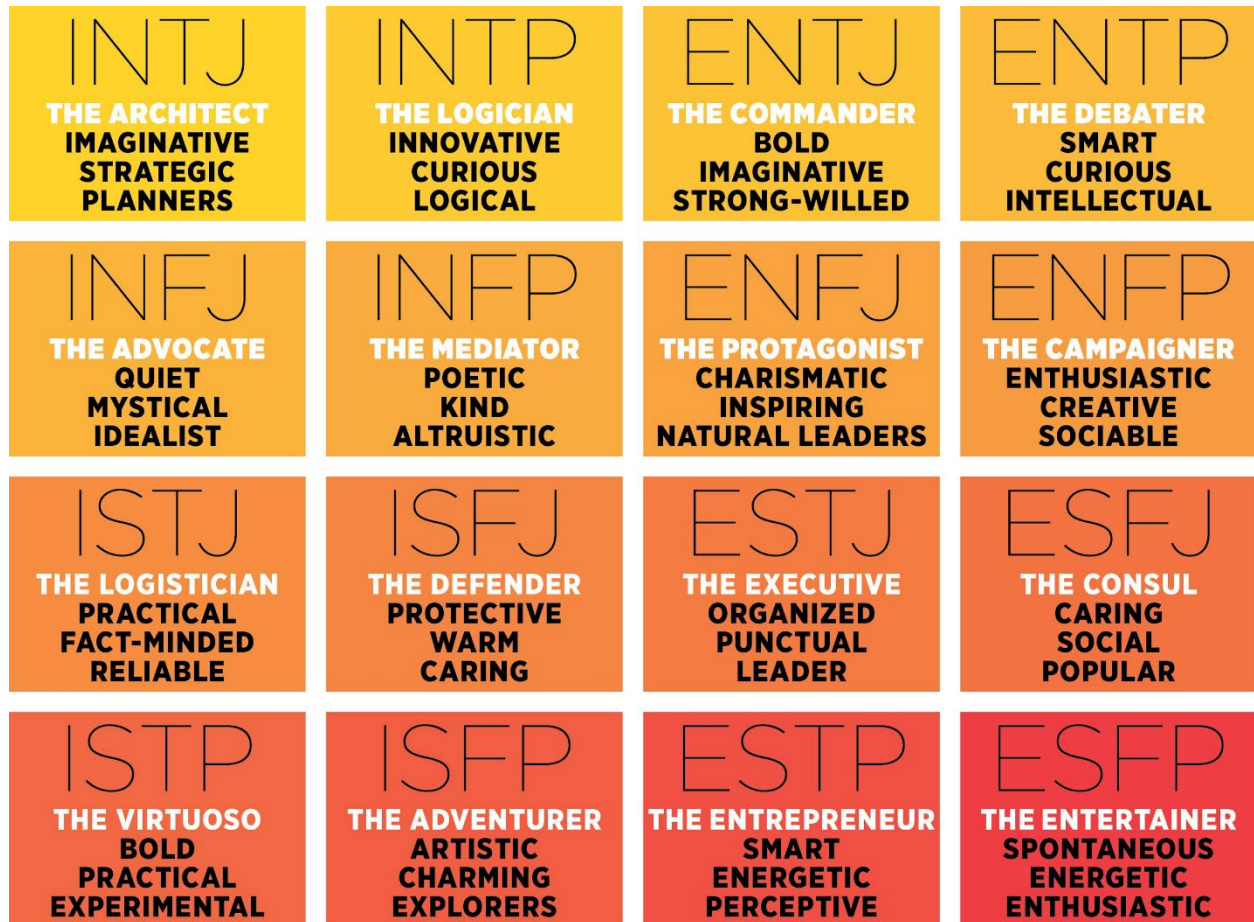 INTJ
THE ARCHITECT
IMAGINATIVE
STRATEGIC
PLANNERS
INTP
THE LOGICIAN
INNOVATIVE
CURIOUS
LOGICAL
ENTJ
THE COMMANDER
BOLD
IMAGINATIVE
STRONG-WILLED
ENTP
THE DEBATER
SMART
CURIOUS
INTELLECTUAL
INFJ
THE ADVOCATE
QUIET
MYSTICAL
IDEALIST
INFP
THE MEDIATOR
POETIC
KIND
ALTRUISTIC
ENFJ
THE PROTAGONIST
CHARISMATIC
INSPIRING
NATURAL LEADERS
ENFP
THE CAMPAIGNER
ENTHUSIASTIC
CREATIVE
SOCIABLE
ISTJ
THE LOGISTICIAN
PRACTICAL
FACT-MINDED
RELIABLE
ISFJ
THE DEFENDER
PROTECTIVE
WARM
CARING
ESTJ
THE EXECUTIVE
ORGANIZED
PUNCTUAL
LEADER
ESFJ
THE CONSUL
CARING
SOCIAL
POPULAR
ISTP
THE VIRTUOSO
BOLD
PRACTICAL
EXPERIMENTAL
ISFP
THE ADVENTURER
ARTISTIC
CHARMING
EXPLORERS
ESTP
THE ENTREPRENEUR
SMART
ENERGETIC
PERCEPTIVE
ESFP
THE ENTERTAINER
SPONTANEOUS
ENERGETIC
ENTHUSIASTIC